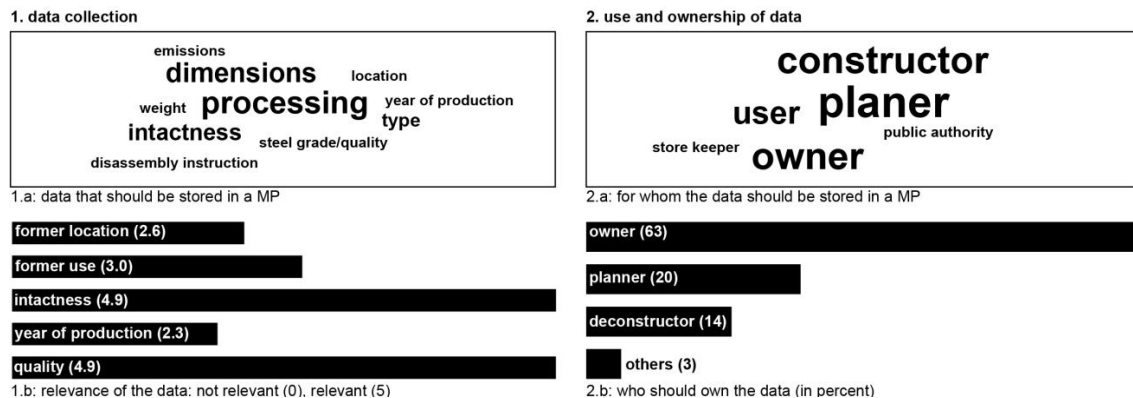 1. data collection
emissions
dimensions
location
weight
processing
year of production
type
intactness
steel grade/quality
disassembly instruction
1.a: data that should be stored in a MP
former location (2.6)
former use (3.0)
intactness (4.9)
year of production (2.3)
quality (4.9)
1.b: relevance of the data: not relevant (0), relevant (5)
2. use and ownership of data
constructor
planer
user
public authority
store keeper
owner
2.a: for whom the data should be stored in a MP
owner (63)
planner (20)
deconstructor (14)
others (3)
2.b: who should own the data (in percent)